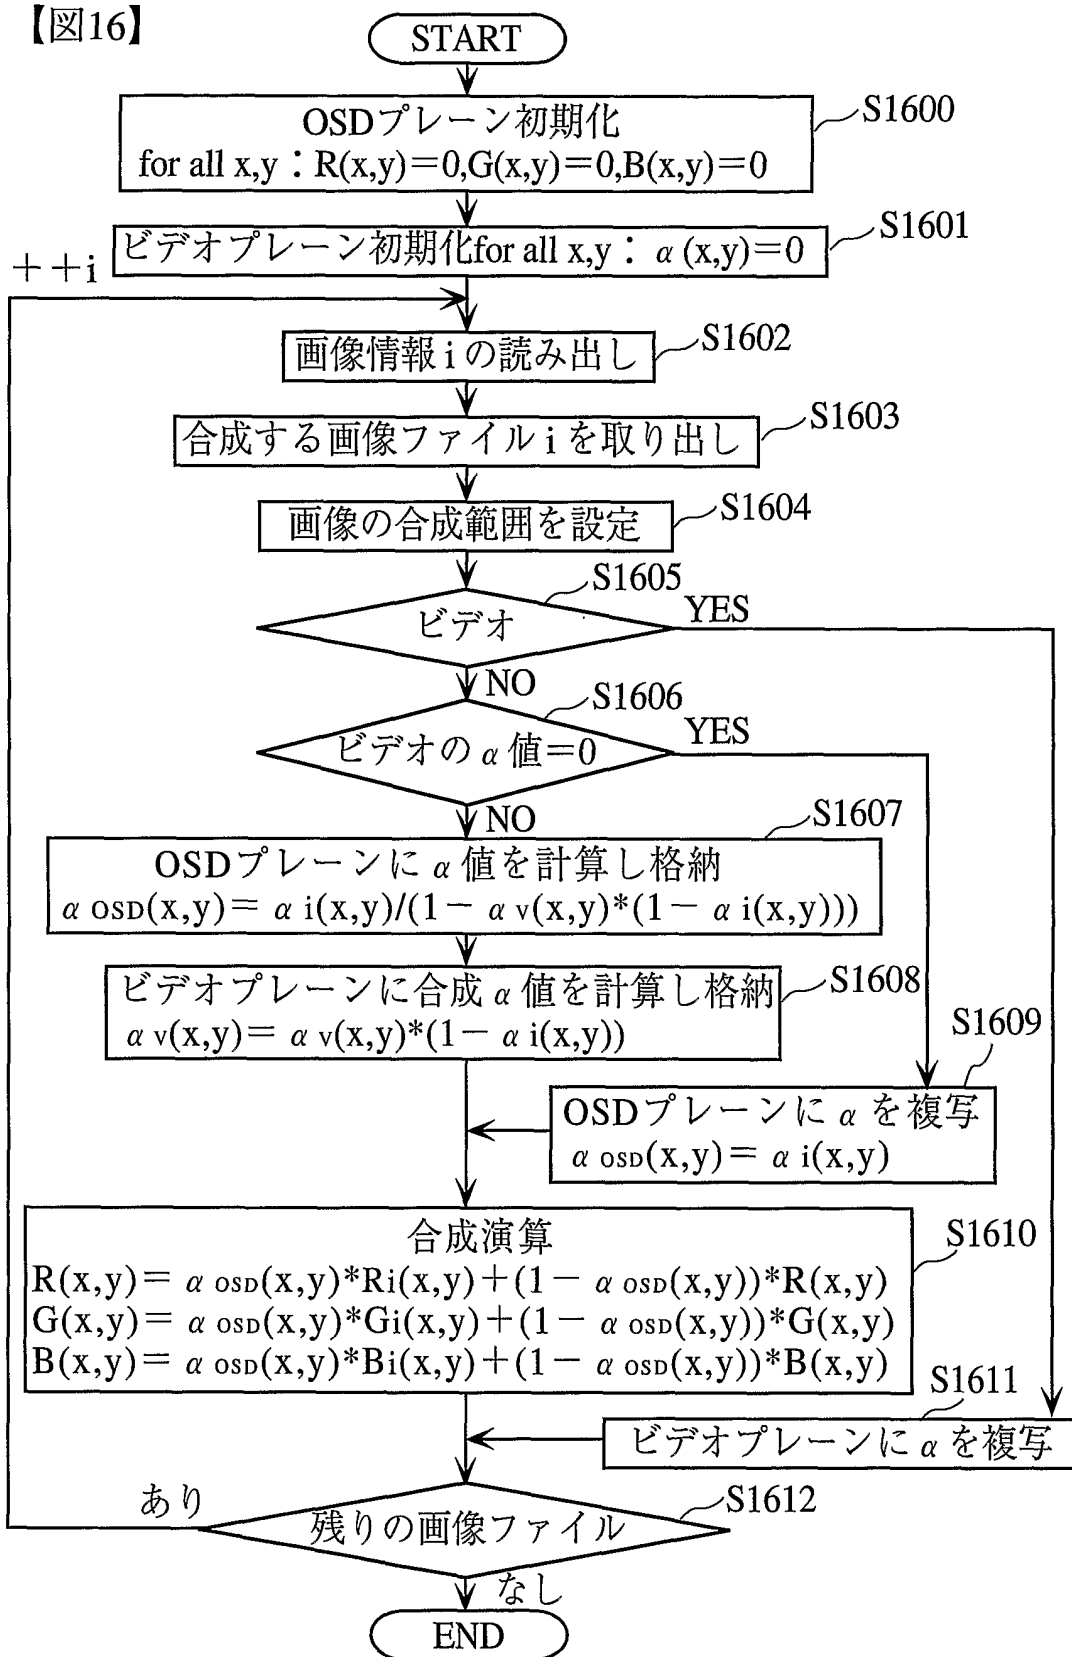 【図16】
START
OSDプレーン初期化
for all x,y：R(x,y)＝0,G(x,y)＝0,B(x,y)＝0
S1600
ビデオプレーン初期化for all x,y：α(x,y)＝0
S1601
＋＋i
画像情報iの読み出し
S1602
合成する画像ファイルiを取り出し
S1603
画像の合成範囲を設定
S1604
S1605
ビデオ
YES
NO
S1606
ビデオのα値＝0
YES
NO
S1607
OSDプレーンにα値を計算し格納
αOSD(x,y)＝αi(x,y)/(1－αv(x,y)*(1－αi(x,y)))
ビデオプレーンに合成α値を計算し格納
αv(x,y)＝αv(x,y)*(1－αi(x,y))
S1608
S1609
OSDプレーンにαを複写
αOSD(x,y)＝αi(x,y)
合成演算
R(x,y)＝αOSD(x,y)*Ri(x,y)＋(1－αOSD(x,y))*R(x,y)
G(x,y)＝αOSD(x,y)*Gi(x,y)＋(1－αOSD(x,y))*G(x,y)
B(x,y)＝αOSD(x,y)*Bi(x,y)＋(1－αOSD(x,y))*B(x,y)
S1610
S1611
ビデオプレーンにαを複写
あり
残りの画像ファイル
S1612
なし
END